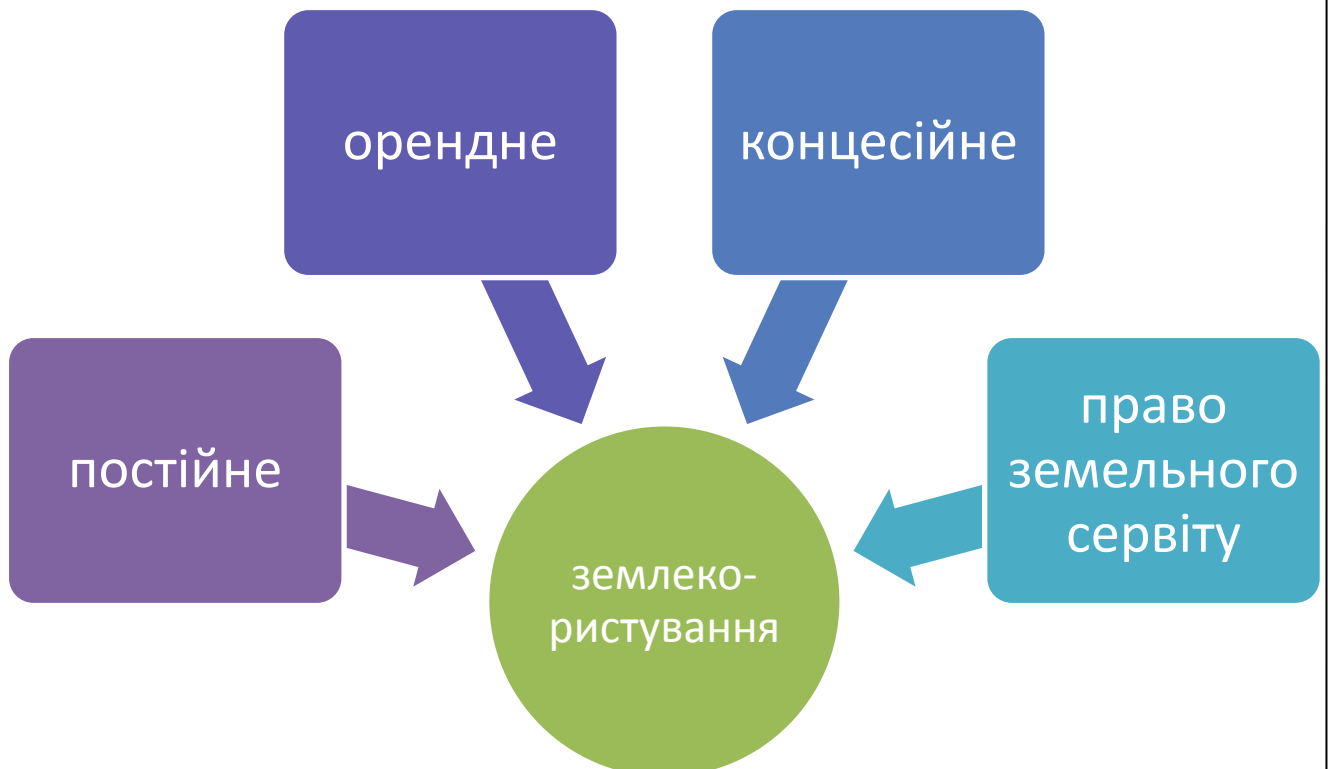 орендне
концесійне
постійне
право
земельного
сервіту
землеко-
ристування